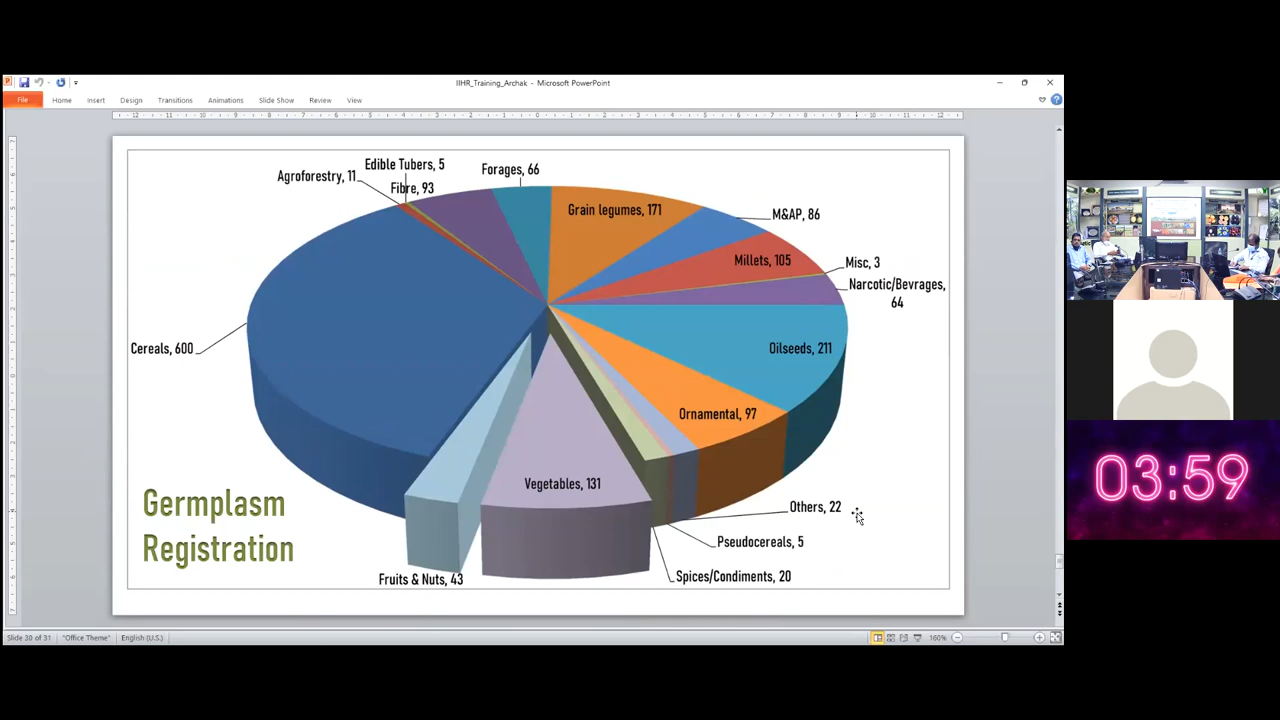 IIHR_Training_Archak - Microsoft PowerPoint
File Home Insert Design Transitions Animations Slide Show Review View
Edible Tubers, 5
Forages, 66
Agroforestry, 11
Fibre, 93
Grain legumes, 171
M&AP, 86
Millets, 105
Misc, 3
Narcotic/Bevrages,
64
Cereals, 600
Oilseeds, 211
Ornamental, 97
Vegetables, 131
Others, 22
Germplasm
Registration
Pseudocereals, 5
Spices/Condiments, 20
Fruits & Nuts, 43
03:59
Slide 30 of 31 "Office Theme" English (U.S.) 160%